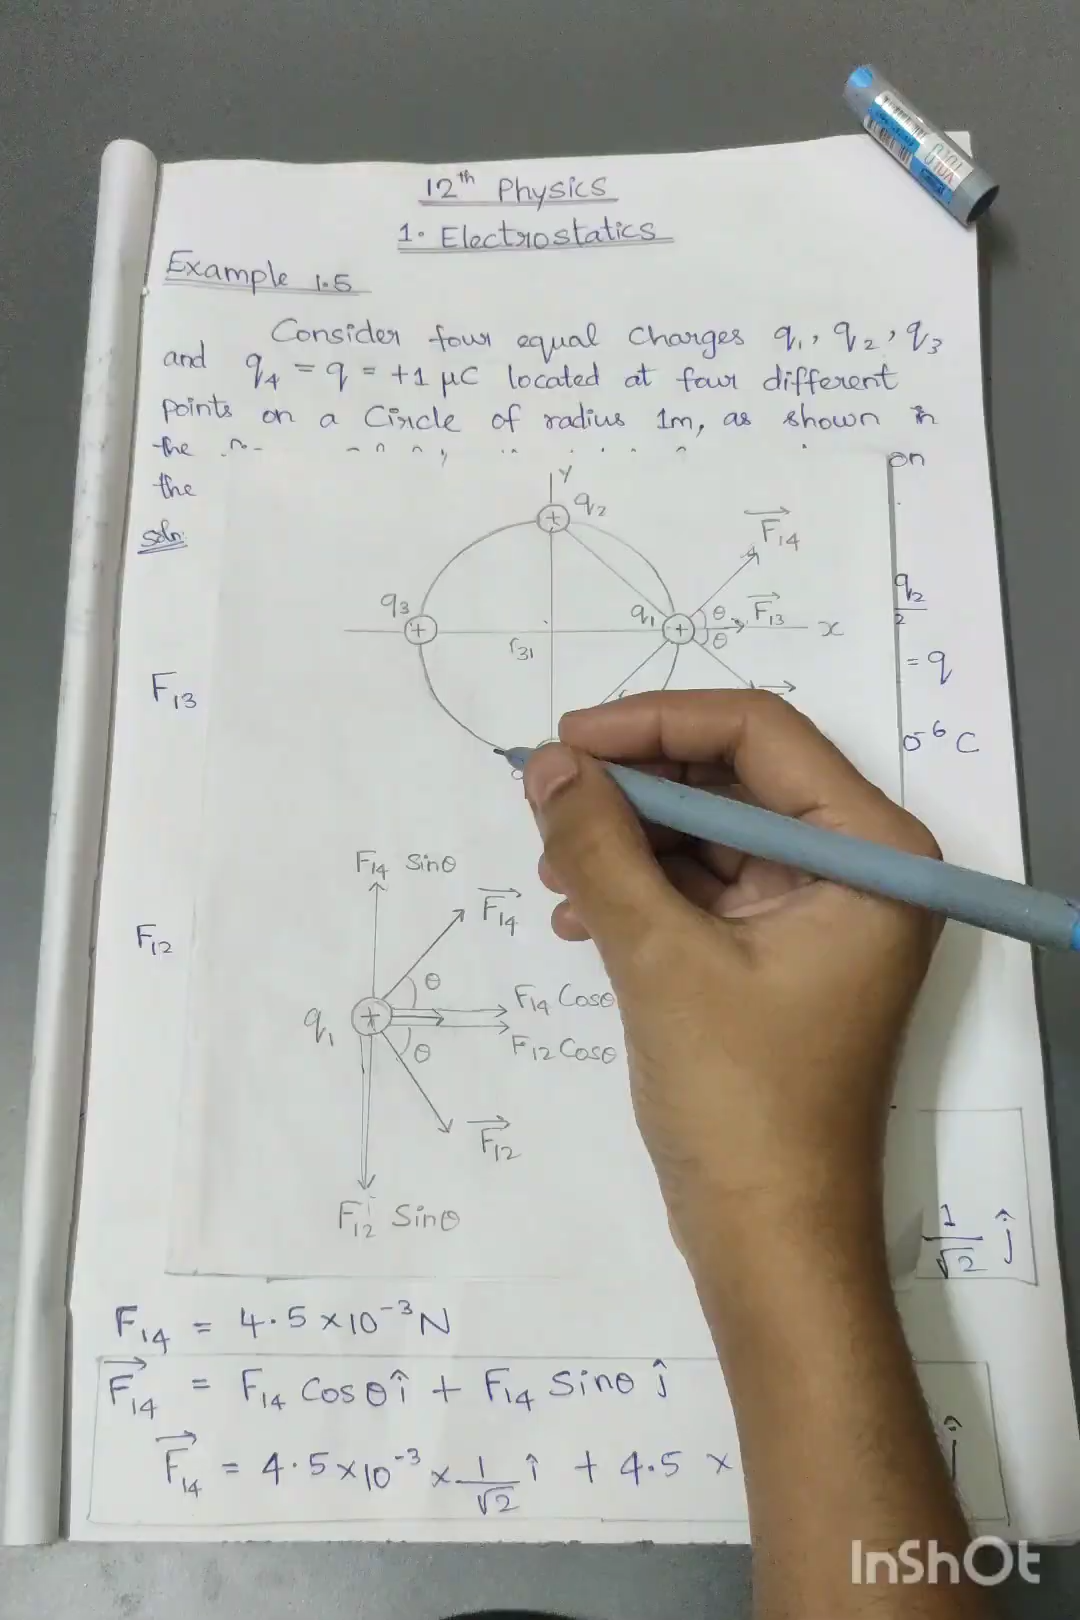 12th Physics
1. Electrostatics
Example 1.5
Consider four equal charges q1, q2, q3
and q4 = q = +1 μC located at four different
points on a Circle of radius 1m, as shown in
the
on
the
Soln:
Y
q2
F14
q3
q1
θ
F13
x
θ
r31
q2
2
= q
F13
6 C
F14 Sinθ
F14
F12
θ
q1
F14 Cosθ
θ
F12 Cosθ
F12
F12 Sinθ
1
√2 ĵ
F14 = 4.5 × 10⁻³ N
F14 = F14 Cosθ î + F14 Sinθ ĵ
F14 = 4.5 × 10⁻³ × 1/√2 î + 4.5 ×
InShOt